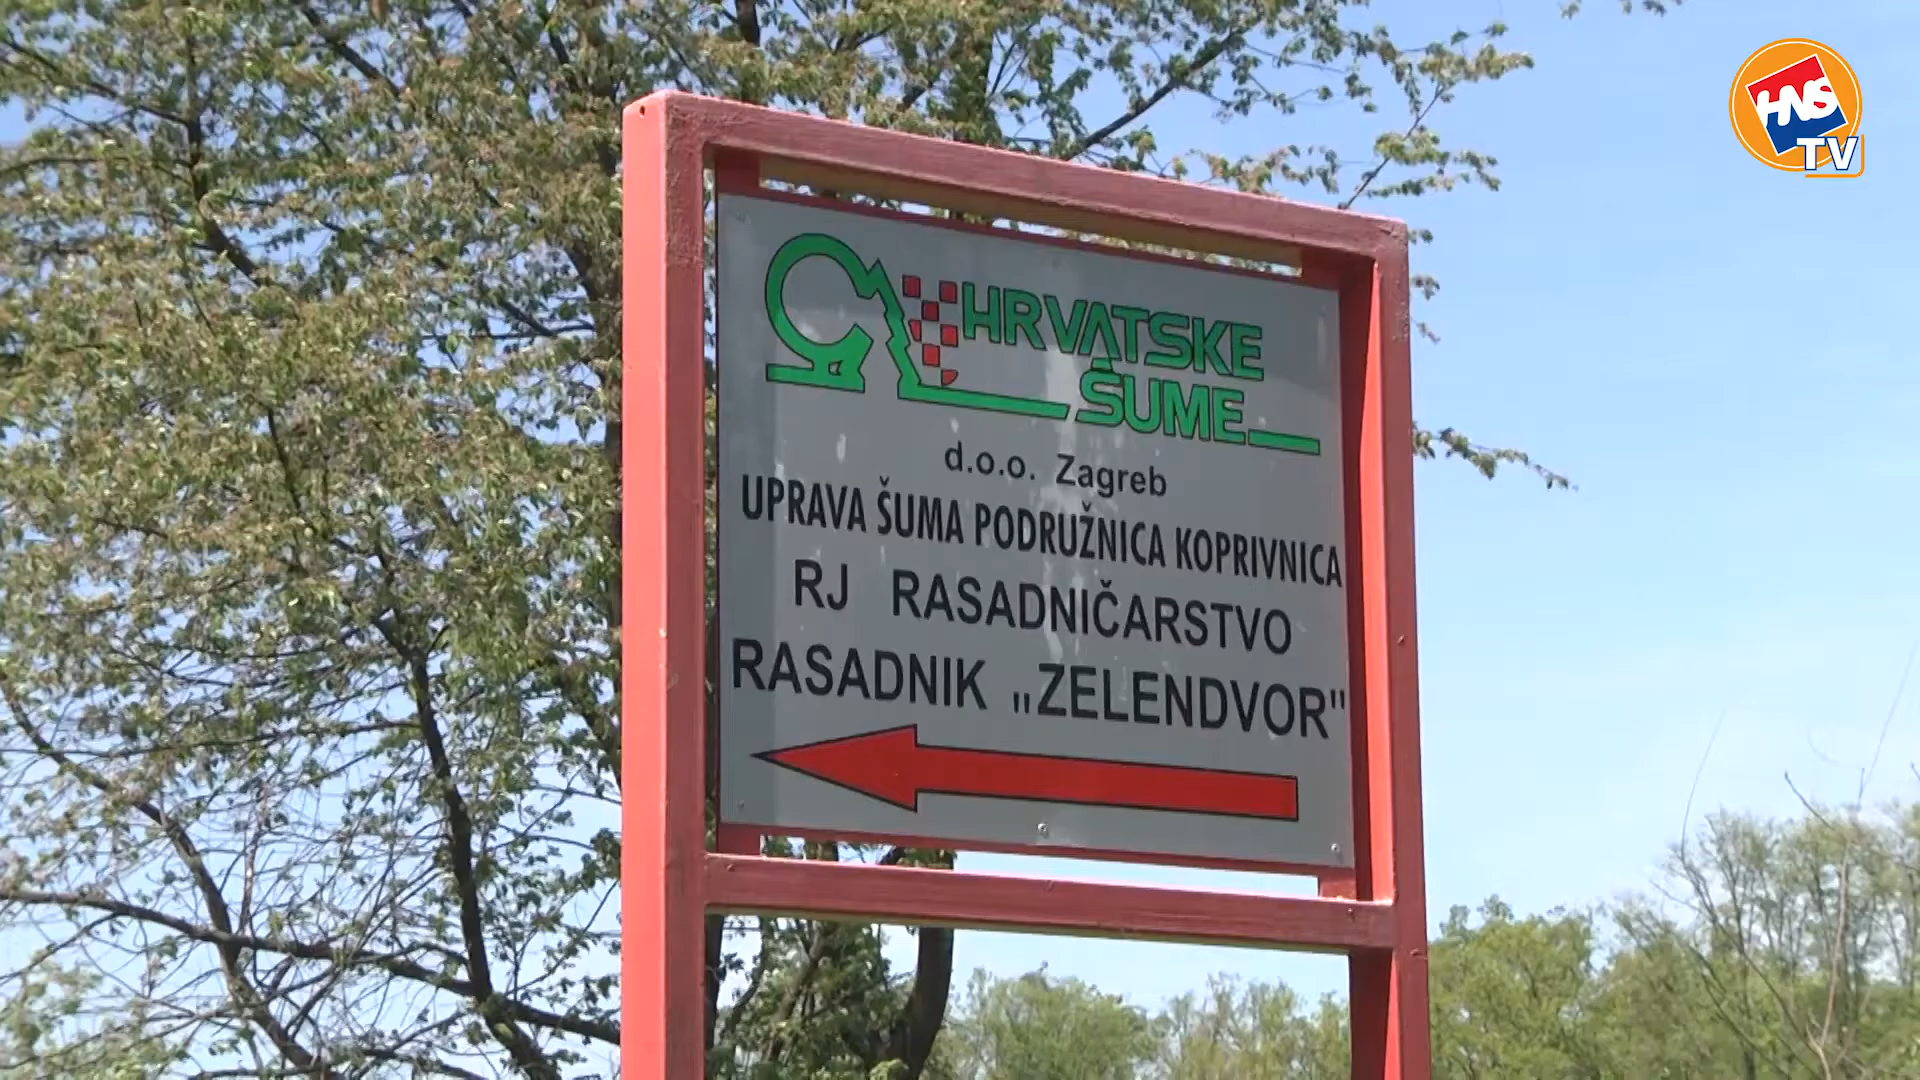 HNS
TV
HRVATSKE
ŠUME
d.o.o. Zagreb
UPRAVA ŠUMA PODRUŽNICA KOPRIVNICA
RJ RASADNIČARSTVO
RASADNIK „ZELENDVOR"